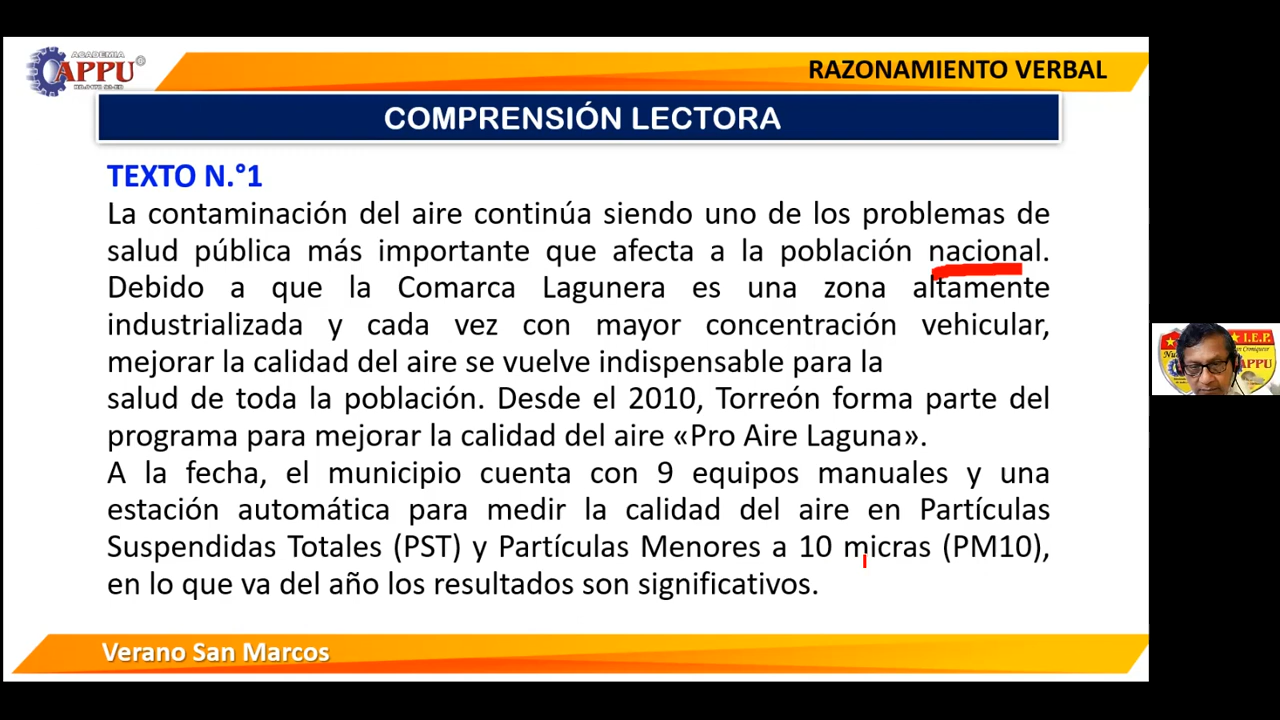 ACADEMIA
APPU
RAZONAMIENTO VERBAL
COMPRENSIÓN LECTORA
TEXTO N.°1
La contaminación del aire continúa siendo uno de los problemas de
salud pública más importante que afecta a la población nacional.
Debido a que la Comarca Lagunera es una zona altamente
industrializada y cada vez con mayor concentración vehicular,
mejorar la calidad del aire se vuelve indispensable para la
salud de toda la población. Desde el 2010, Torreón forma parte del
programa para mejorar la calidad del aire «Pro Aire Laguna».
A la fecha, el municipio cuenta con 9 equipos manuales y una
estación automática para medir la calidad del aire en Partículas
Suspendidas Totales (PST) y Partículas Menores a 10 micras (PM10),
en lo que va del año los resultados son significativos.
Verano San Marcos
I.E.P.
APPU